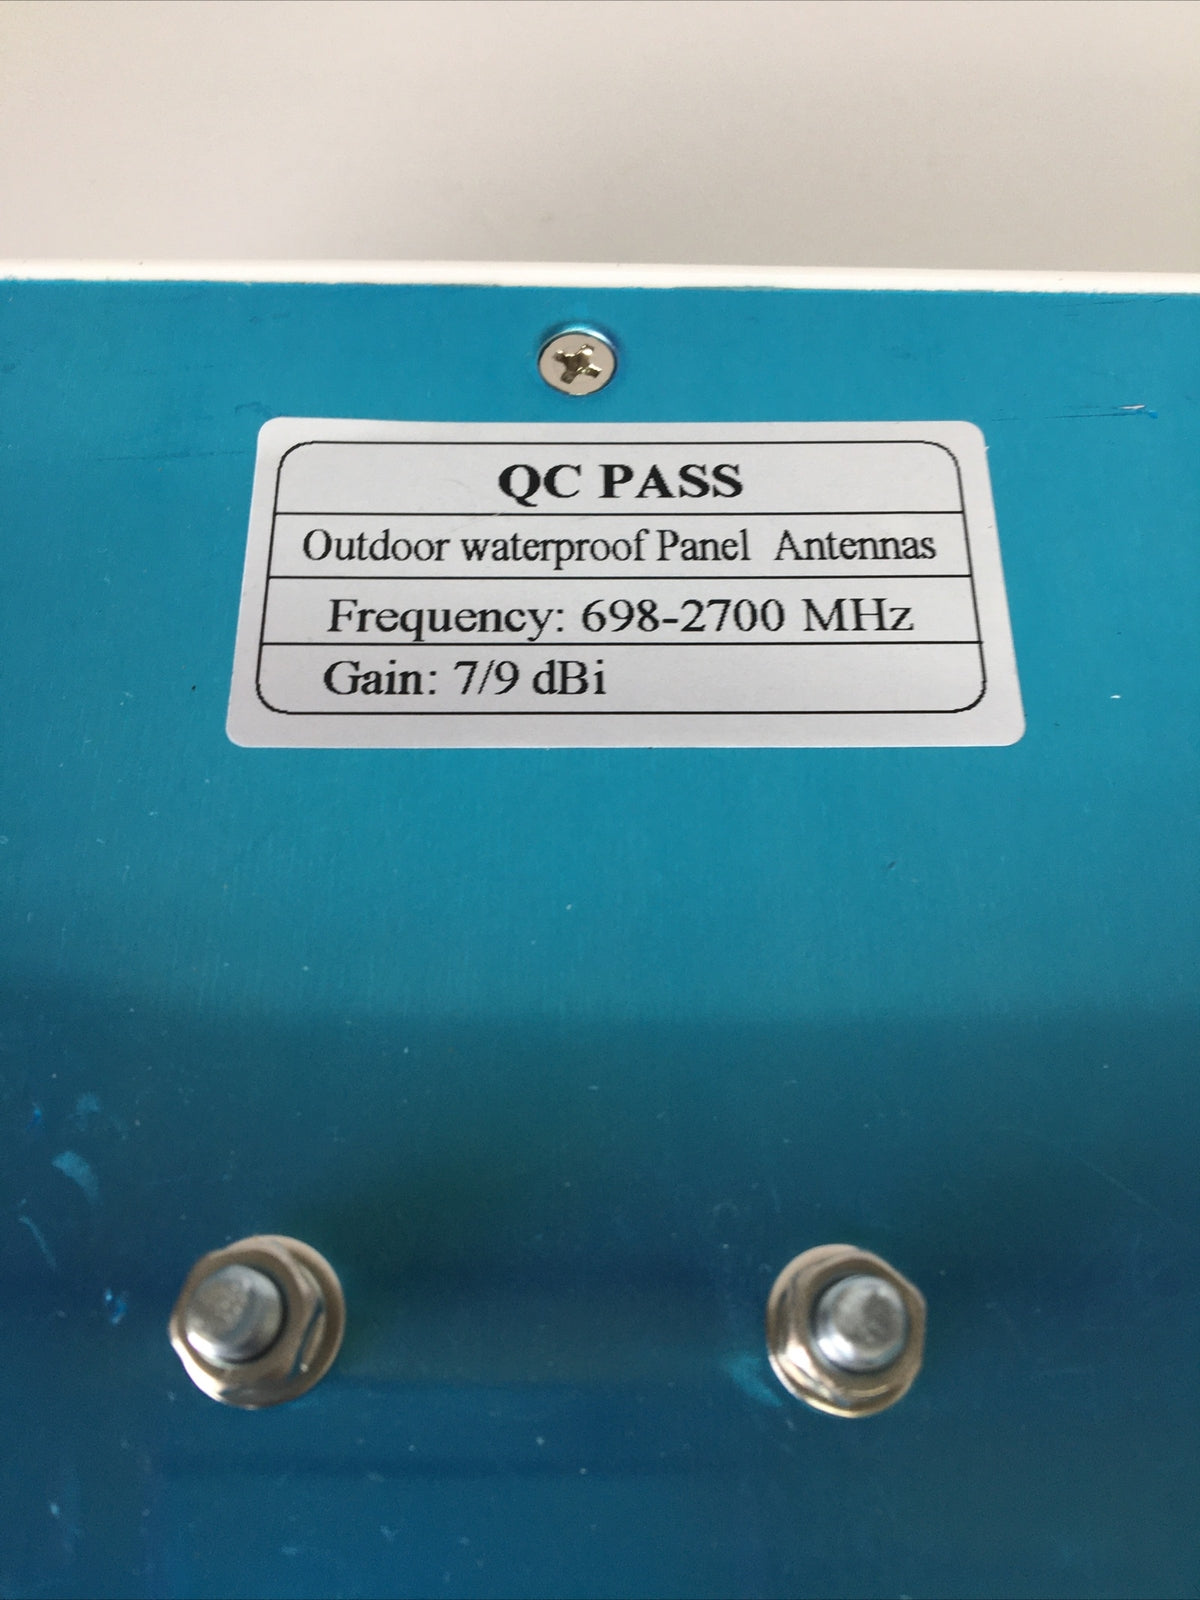 QC PASS
Outdoor waterproof Panel Antennas
Frequency: 698-2700 MHz
Gain: 7/9 dBi